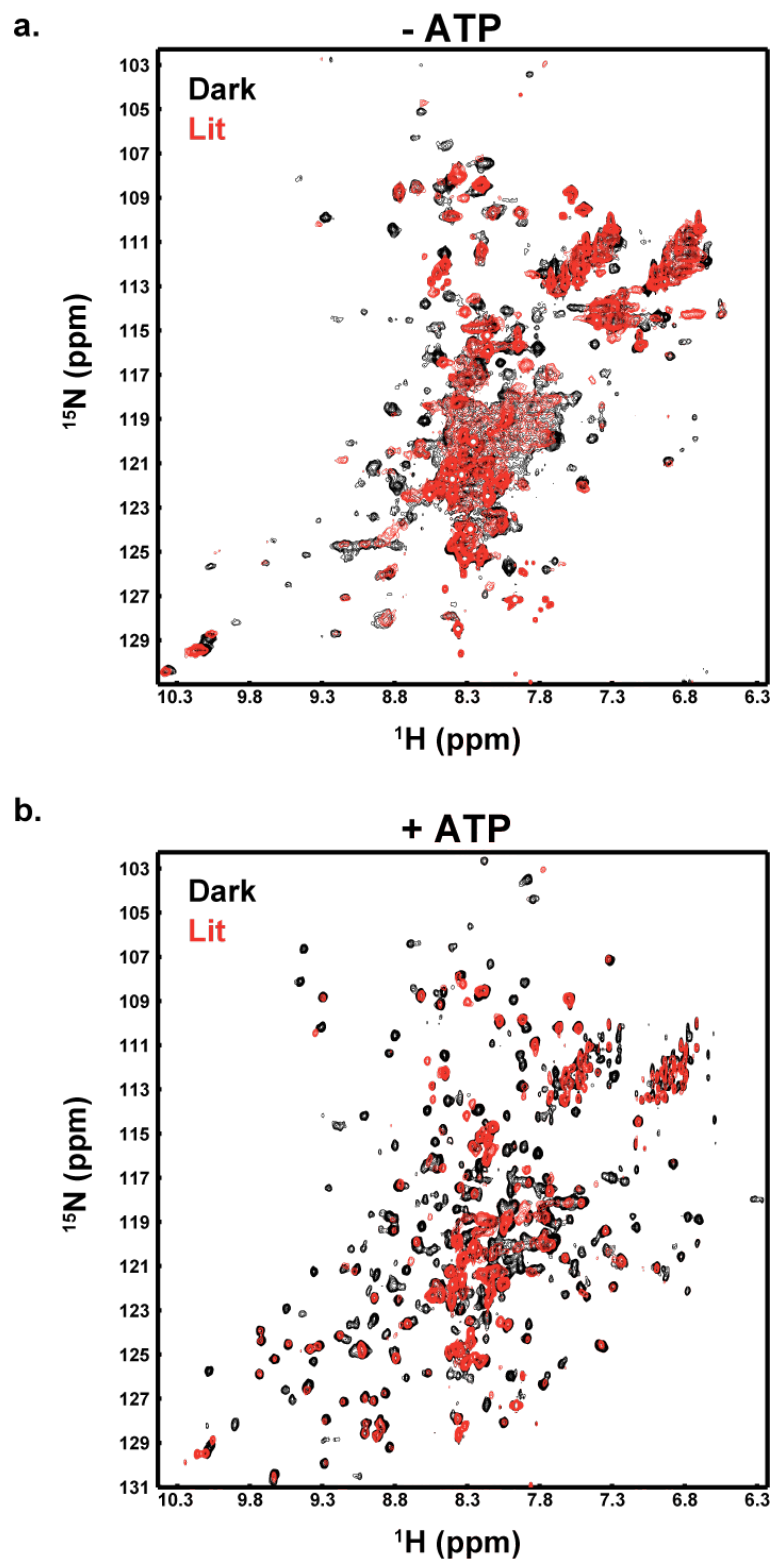 a.
- ATP
Dark
Lit
103
105
107
109
111
113
115
117
119
121
123
125
127
129
¹⁵N (ppm)
10.3 9.8 9.3 8.8 8.3 7.8 7.3 6.8 6.3
¹H (ppm)
b.
+ ATP
Dark
Lit
103
105
107
109
111
113
115
117
119
121
123
125
127
129
131
¹⁵N (ppm)
10.3 9.8 9.3 8.8 8.3 7.8 7.3 6.8 6.3
¹H (ppm)